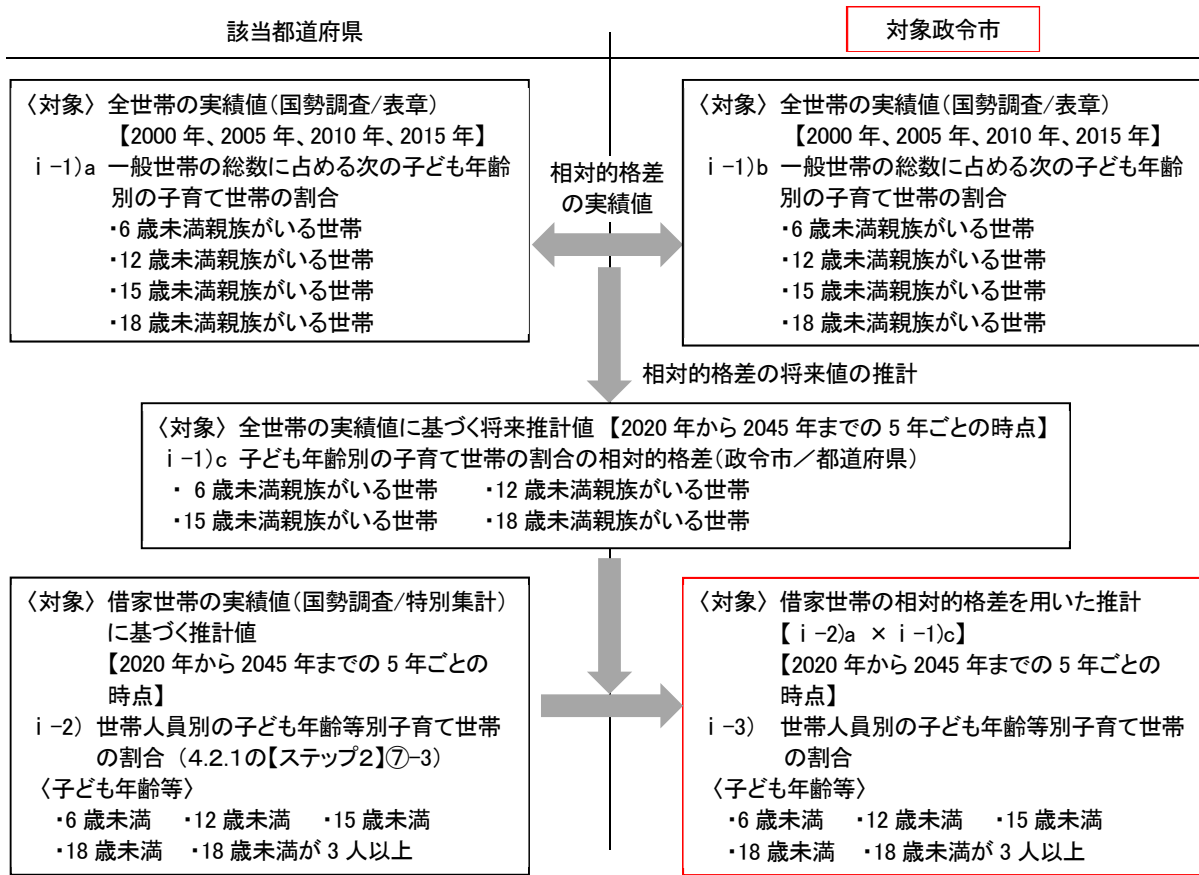 該当都道府県
対象政令市
〈対象〉 全世帯の実績値(国勢調査/表章)
【2000 年、2005 年、2010 年、2015 年】
ⅰ-1)a 一般世帯の総数に占める次の子ども年齢
別の子育て世帯の割合
・6 歳未満親族がいる世帯
・12 歳未満親族がいる世帯
・15 歳未満親族がいる世帯
・18 歳未満親族がいる世帯
相対的格差
の実績値
〈対象〉 全世帯の実績値(国勢調査/表章)
【2000 年、2005 年、2010 年、2015 年】
ⅰ-1)b 一般世帯の総数に占める次の子ども年齢
別の子育て世帯の割合
・6 歳未満親族がいる世帯
・12 歳未満親族がいる世帯
・15 歳未満親族がいる世帯
・18 歳未満親族がいる世帯
相対的格差の将来値の推計
〈対象〉 全世帯の実績値に基づく将来推計値 【2020 年から 2045 年までの 5 年ごとの時点】
ⅰ-1)c 子ども年齢別の子育て世帯の割合の相対的格差(政令市/都道府県)
・ 6 歳未満親族がいる世帯 ・12 歳未満親族がいる世帯
・15 歳未満親族がいる世帯 ・18 歳未満親族がいる世帯
〈対象〉 借家世帯の実績値(国勢調査/特別集計)
に基づく推計値
【2020 年から 2045 年までの 5 年ごとの
時点】
ⅰ-2) 世帯人員別の子ども年齢等別子育て世帯
の割合 (4.2.1の【ステップ2】⑦-3)
〈子ども年齢等〉
・6 歳未満 ・12 歳未満 ・15 歳未満
・18 歳未満 ・18 歳未満が 3 人以上
〈対象〉 借家世帯の相対的格差を用いた推計
【ⅰ-2)a × ⅰ-1)c】
【2020 年から 2045 年までの 5 年ごとの
時点】
ⅰ-3) 世帯人員別の子ども年齢等別子育て世帯
の割合
〈子ども年齢等〉
・6 歳未満 ・12 歳未満 ・15 歳未満
・18 歳未満 ・18 歳未満が 3 人以上